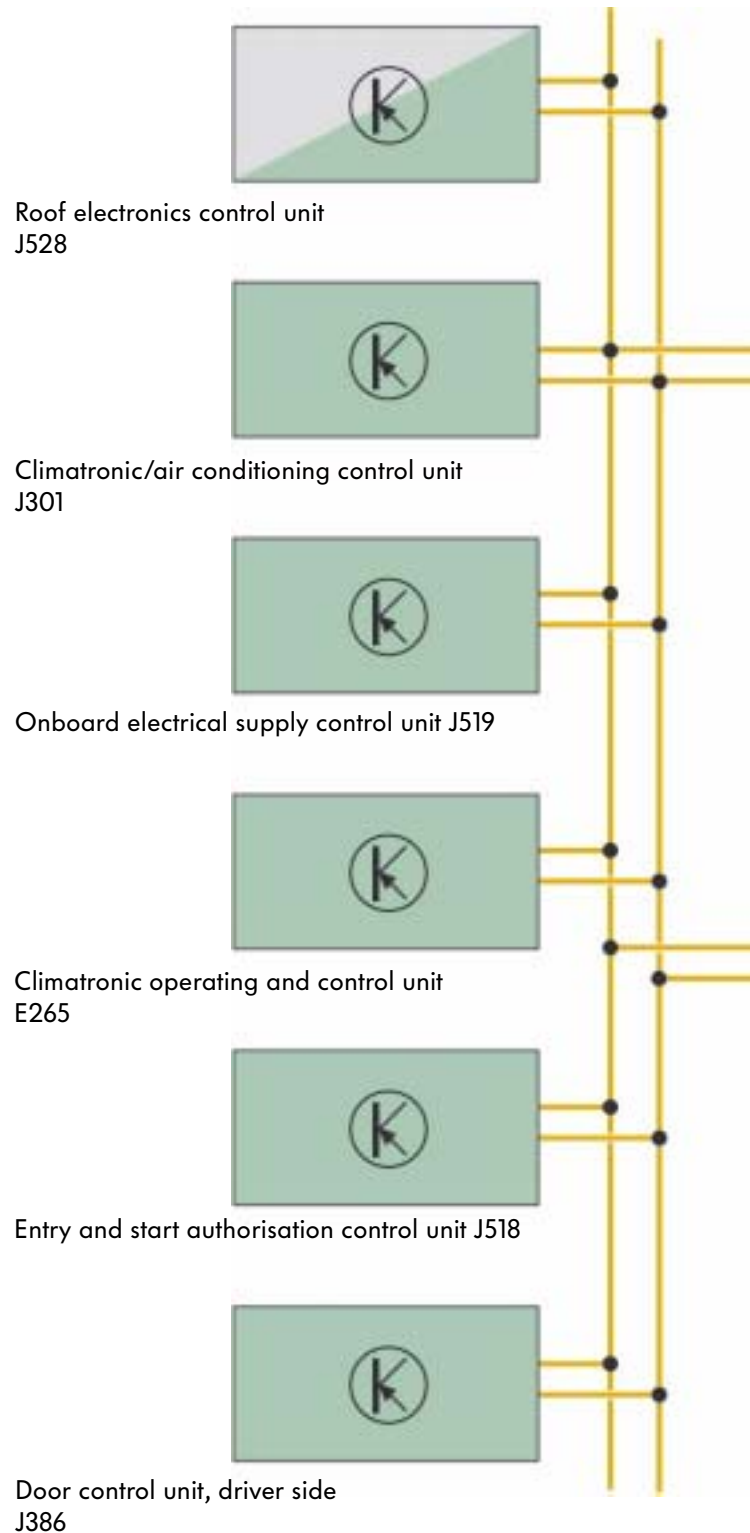 Roof electronics control unit
J528
Climatronic/air conditioning control unit
J301
Onboard electrical supply control unit J519
Climatronic operating and control unit
E265
Entry and start authorisation control unit J518
Door control unit, driver side
J386